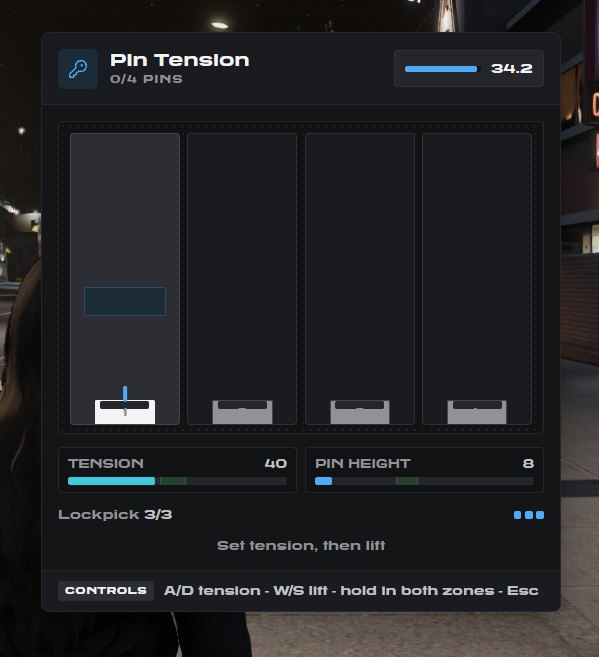 Pin Tension
0/4 PINS
34.2
TENSION 40
PIN HEIGHT 8
Lockpick 3/3
Set tension, then lift
CONTROLS A/D tension - W/S lift - hold in both zones - Esc